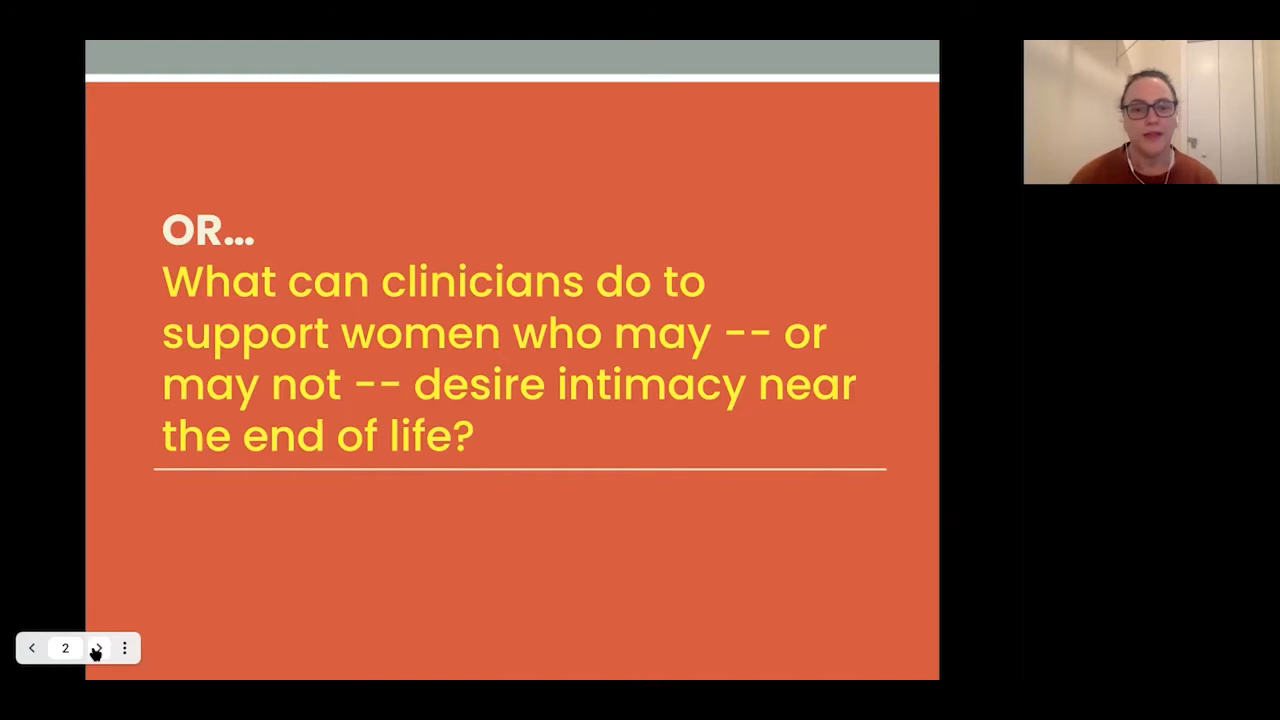 OR...
What can clinicians do to
support women who may -- or
may not -- desire intimacy near
the end of life?
2